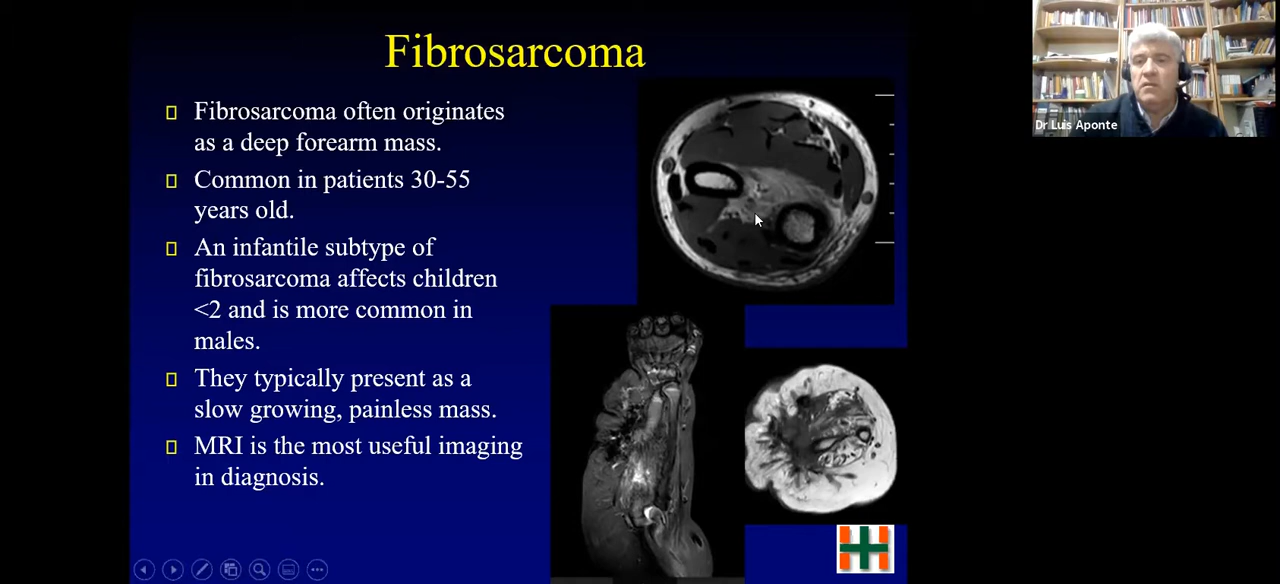 Fibrosarcoma
Fibrosarcoma often originates
as a deep forearm mass.
Common in patients 30-55
years old.
An infantile subtype of
fibrosarcoma affects children
<2 and is more common in
males.
They typically present as a
slow growing, painless mass.
MRI is the most useful imaging
in diagnosis.
Dr Luis Aponte